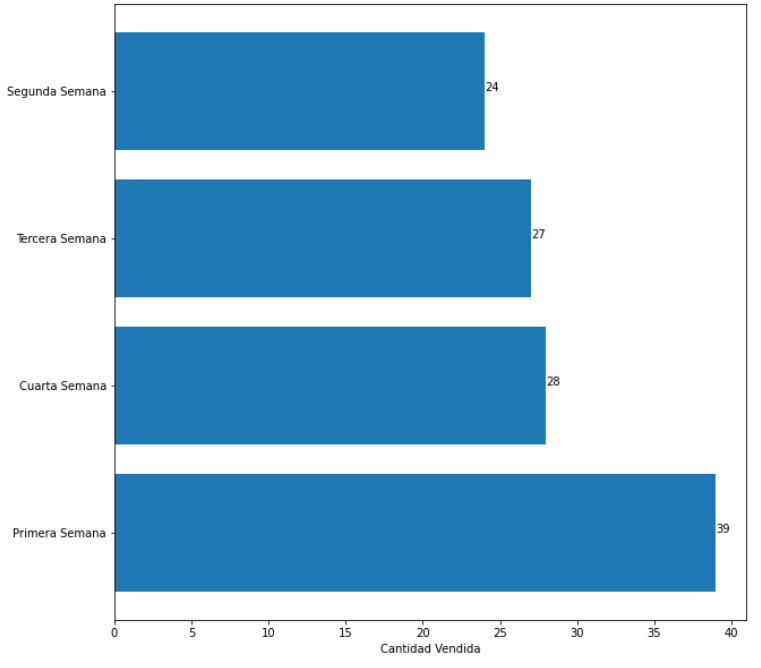 Segunda Semana
24
Tercera Semana
27
Cuarta Semana
28
Primera Semana
39
0 5 10 15 20 25 30 35 40
Cantidad Vendida